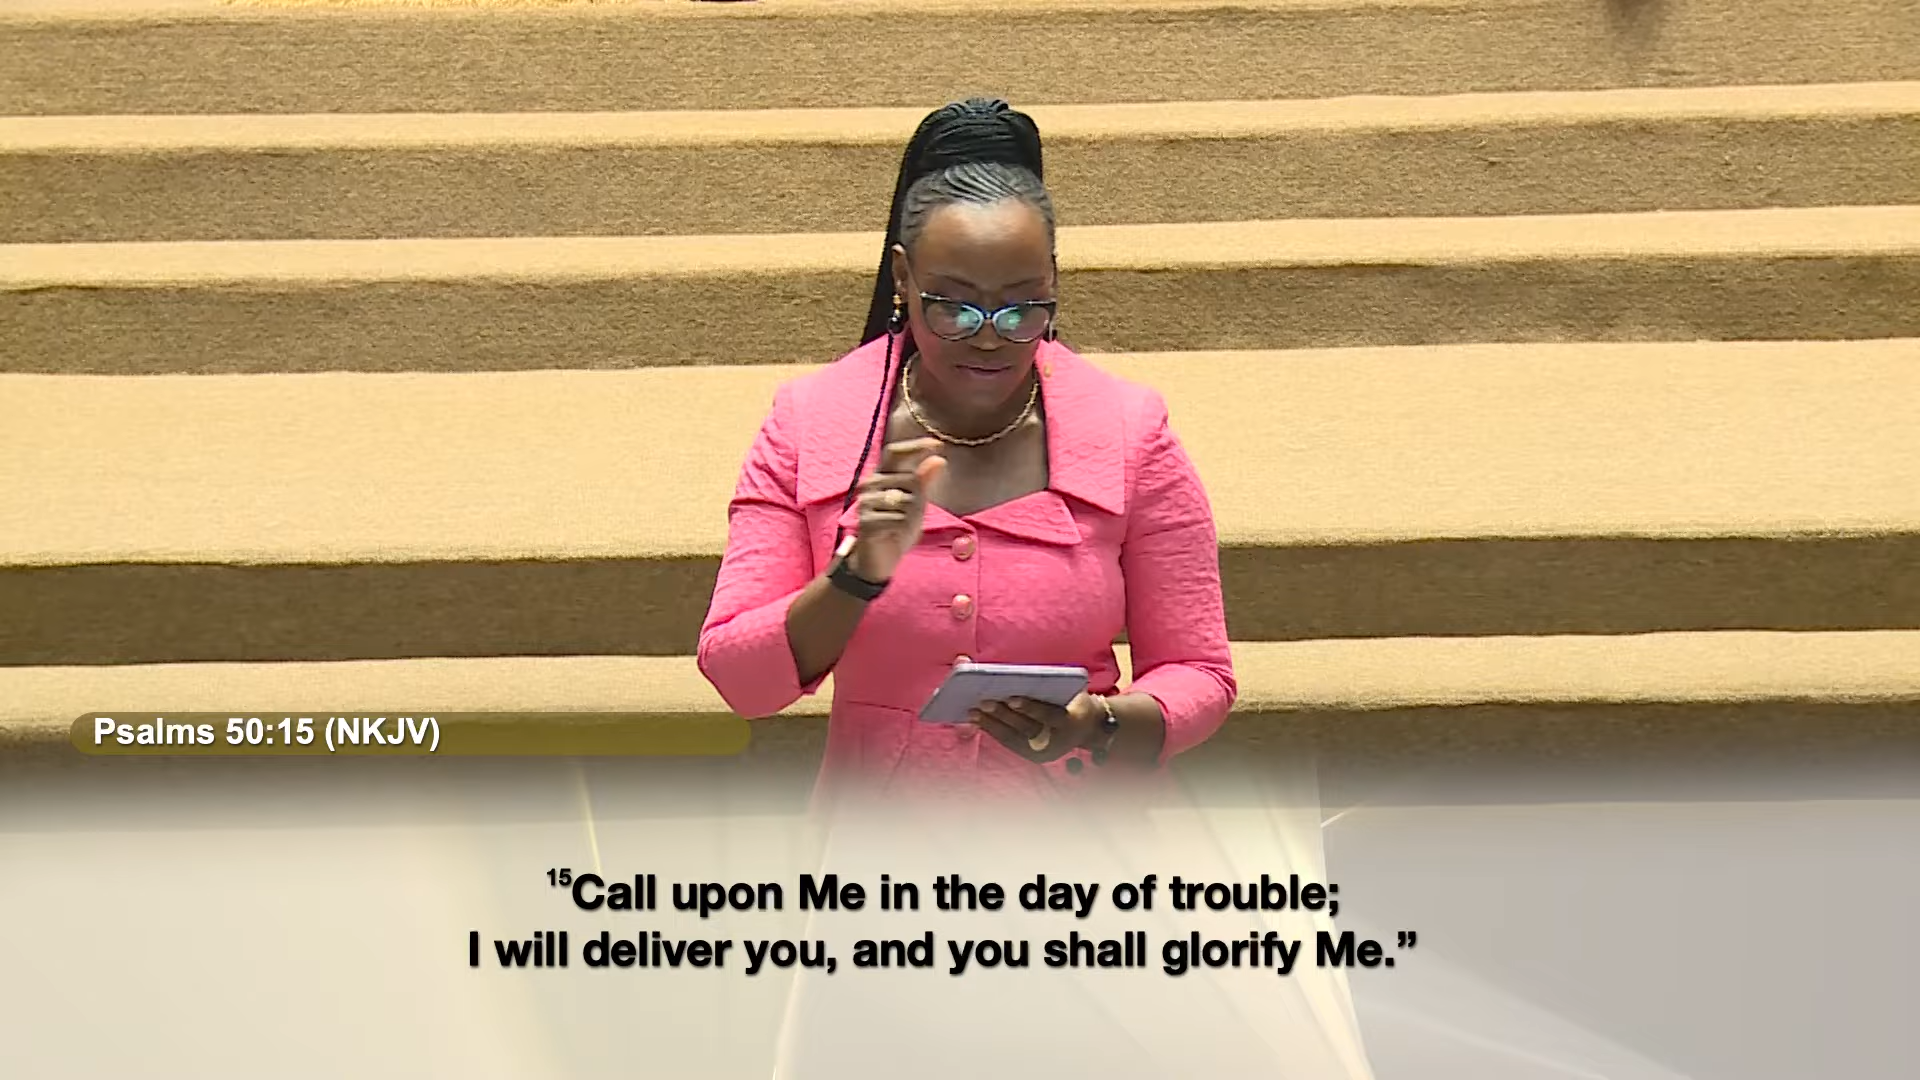 Psalms 50:15 (NKJV)
¹⁵Call upon Me in the day of trouble;
I will deliver you, and you shall glorify Me.”